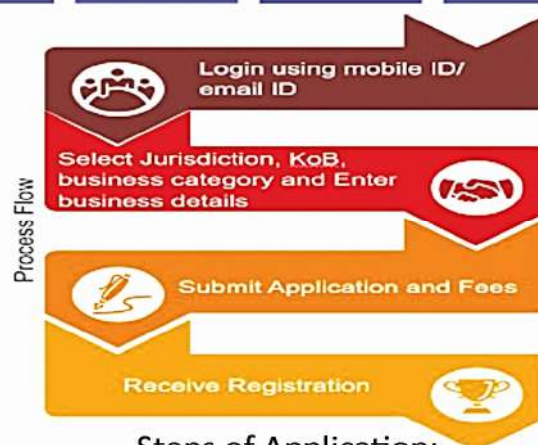 Login using mobile ID/
email ID
Select Jurisdiction, KoB,
business category and Enter
business details
Process Flow
Submit Application and Fees
Receive Registration
Steps of Application: